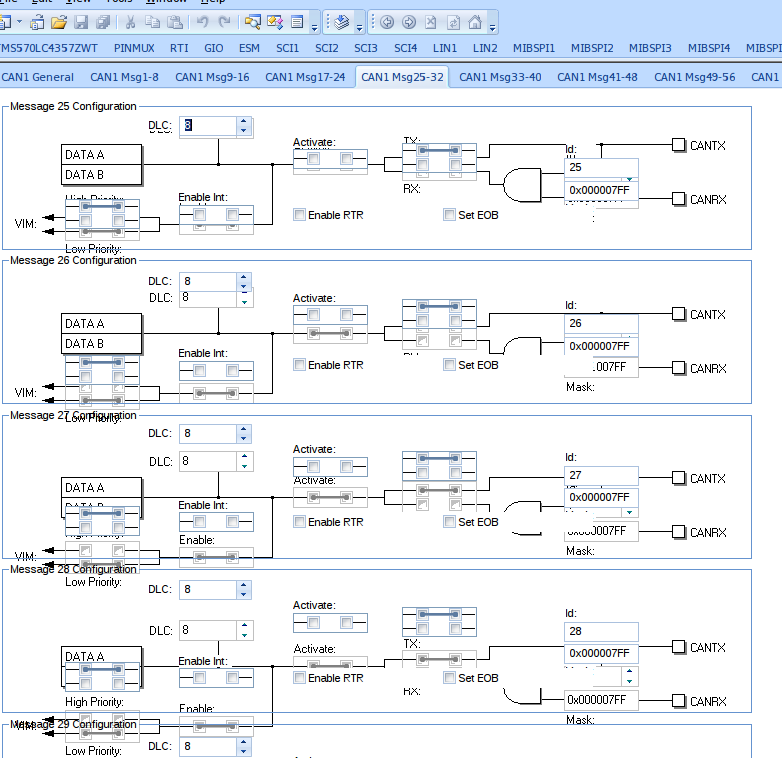 Edit View Tools Window Help
TMS570LC4357ZWT PINMUX RTI GIO ESM SCI1 SCI2 SCI3 SCI4 LIN1 LIN2 MIBSPI1 MIBSPI2 MIBSPI3 MIBSPI4 MIBSPI
CAN1 General CAN1 Msg1-8 CAN1 Msg9-16 CAN1 Msg17-24 CAN1 Msg25-32 CAN1 Msg33-40 CAN1 Msg41-48 CAN1 Msg49-56 CAN1
Message 25 Configuration
DLC: 8
Activate: TX: Id: CANTX
DATA A
DATA B
25
0x000007FF
High Priority: Enable Int: RX: CANRX
Enable RTR Set EOB
VIM:
Low Priority:
Message 26 Configuration
DLC: 8
DLC: 8
Activate: Id: CANTX
DATA A
DATA B
26
0x000007FF
Enable Int:
Enable RTR Set EOB .007FF CANRX
VIM: Mask:
Low Priority:
Message 27 Configuration
DLC: 8
Activate: Id:
DLC: 8
27 CANTX
DATA A Activate:
0x000007FF
Enable Int:
Enable RTR Set EOB
High Priority: Enable: CANRX
VIM: Mask:
Low Priority:
Message 28 Configuration
DLC: 8
Activate: Id:
DLC: 8
28
DATA A Activate: TX: 0x000007FF CANTX
Enable Int:
Enable RTR Set EOB
High Priority: RX: 0x000007FF CANRX
Enable: Mask:
VIM:
Message 29 Configuration
Low Priority: DLC: 8